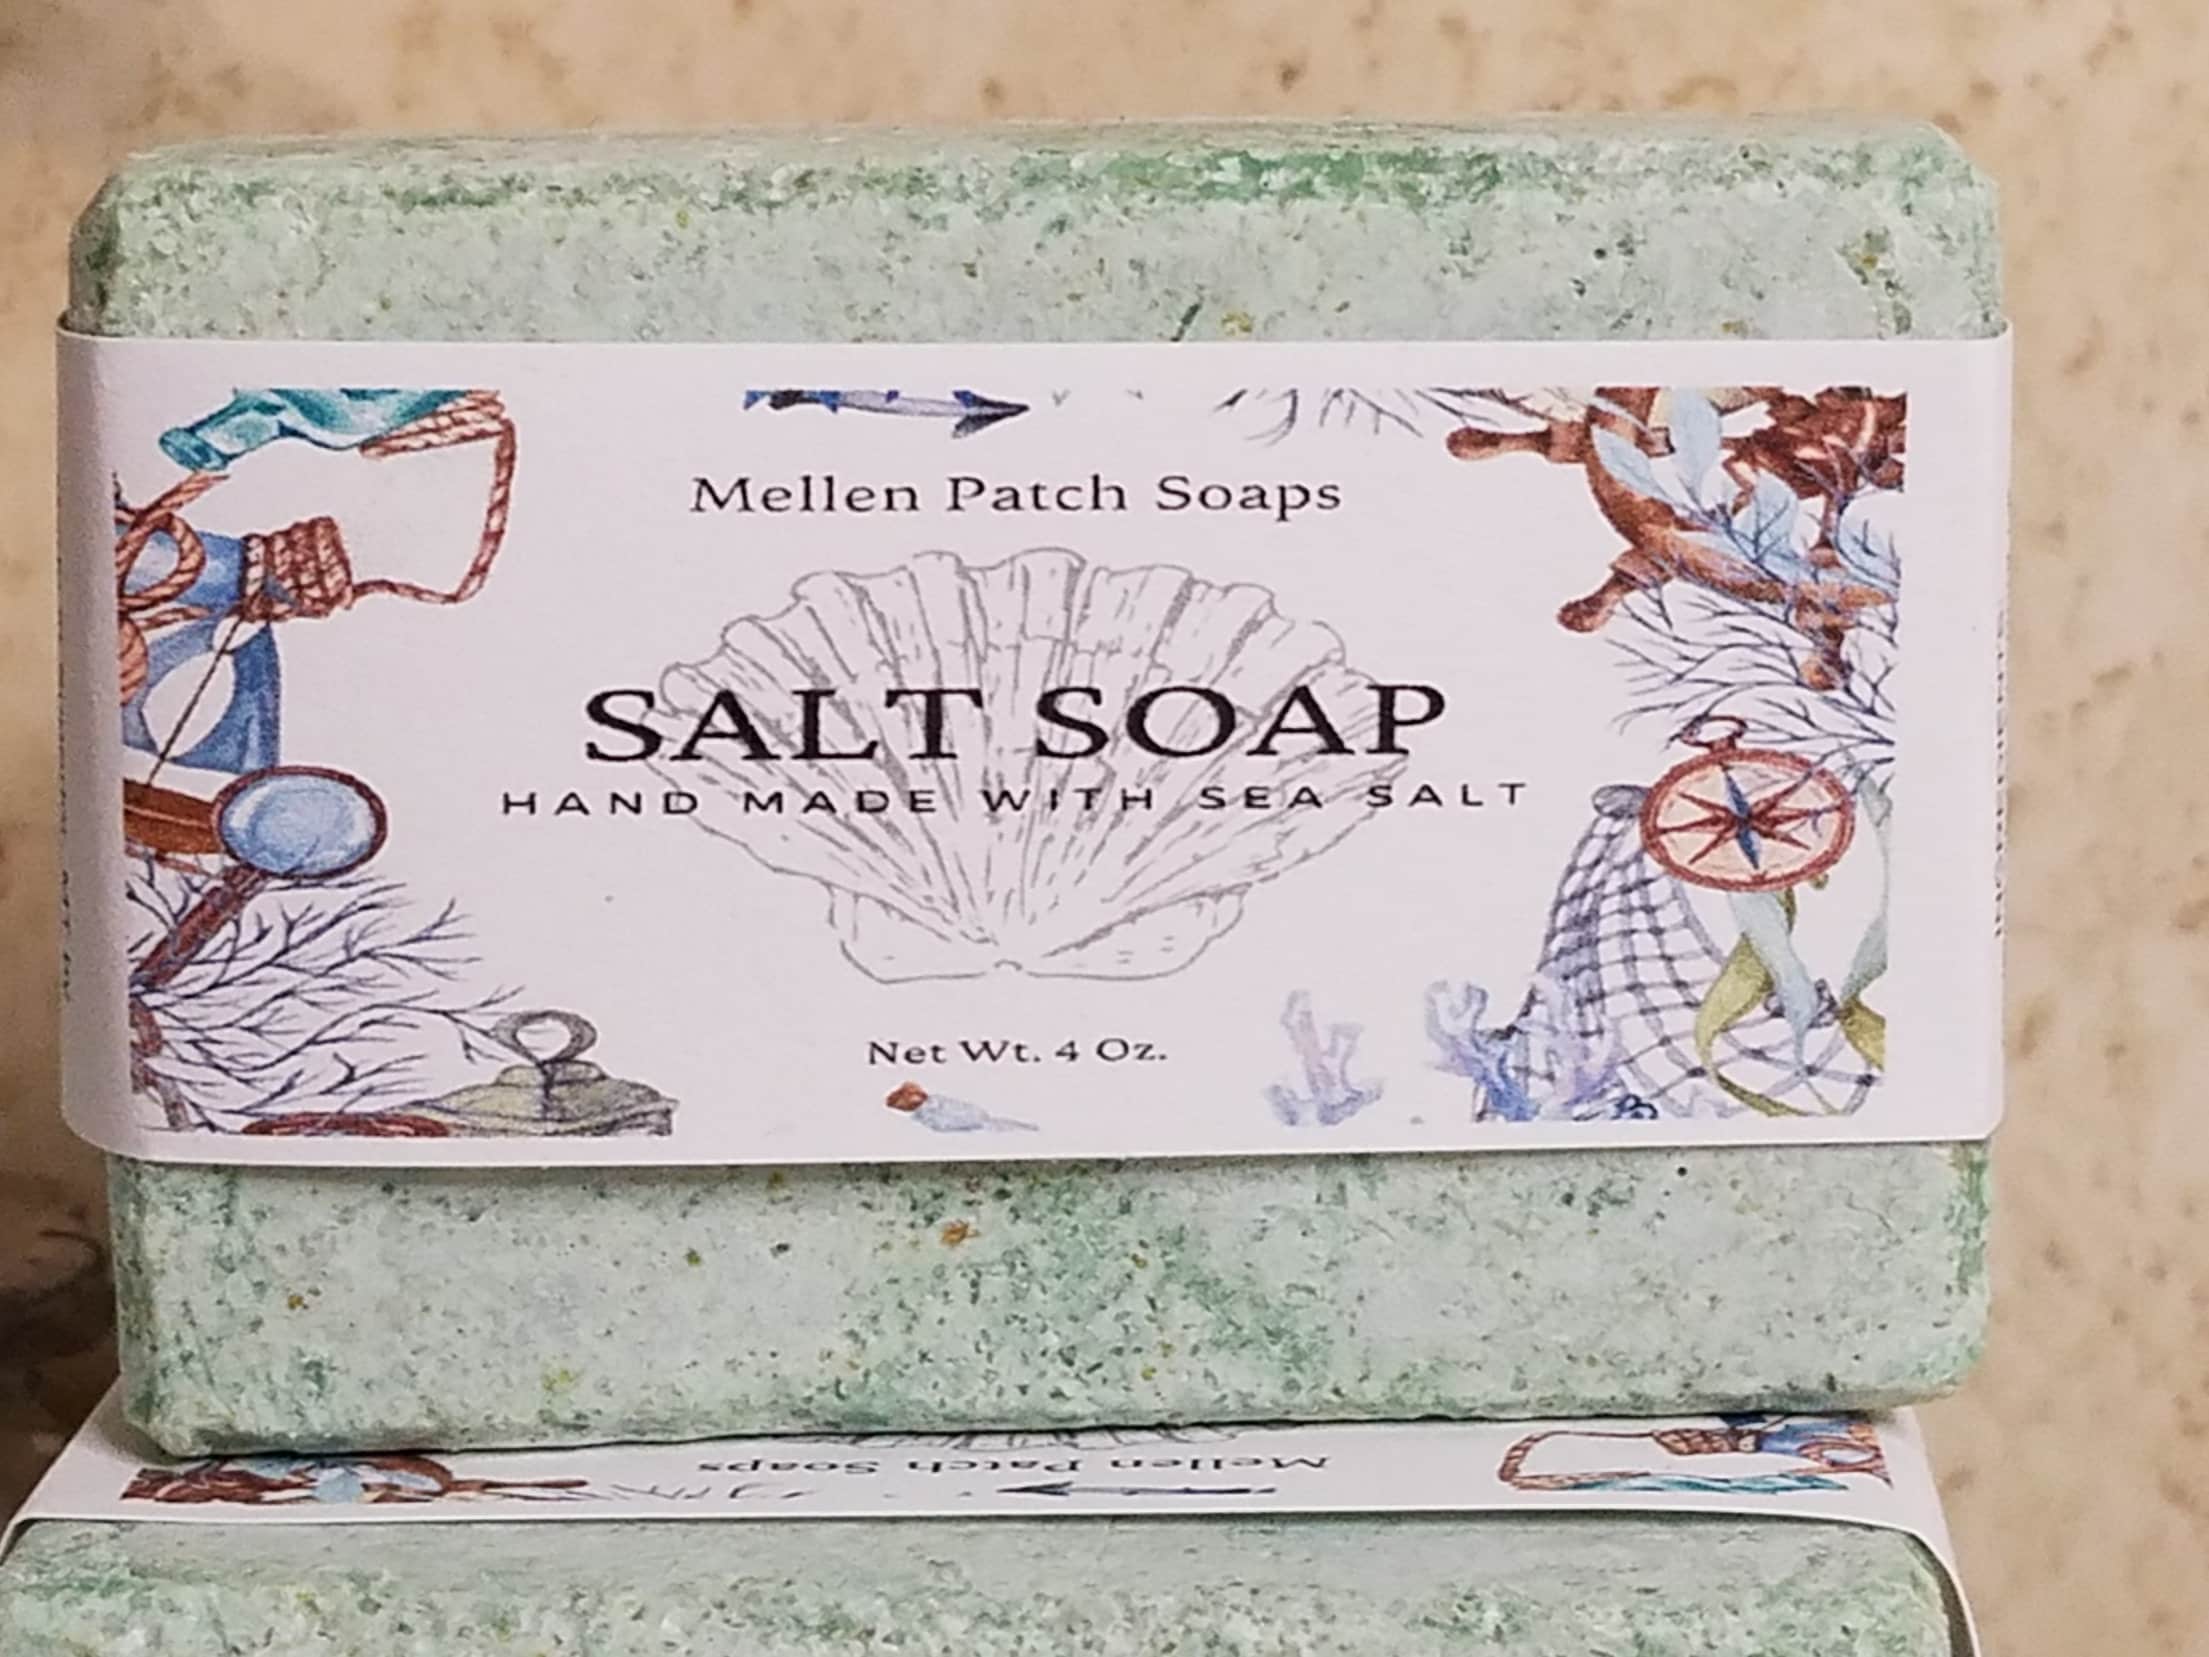 Mellen Patch Soaps
SALT SOAP
HAND MADE WITH SEA SALT
Net Wt. 4 Oz.
Mellen Patch Soaps